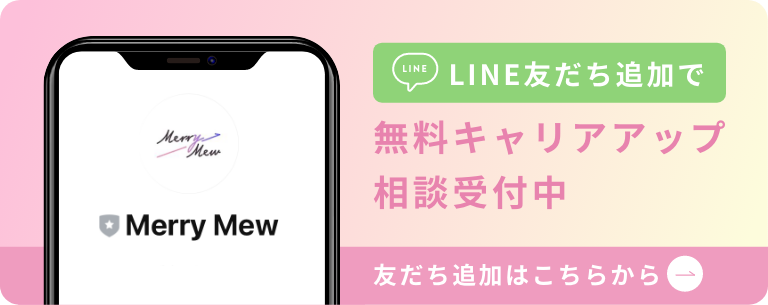 Merry
Mew
Merry Mew
LINE
LINE友だち追加で
無料キャリアアップ
相談受付中
友だち追加はこちらから